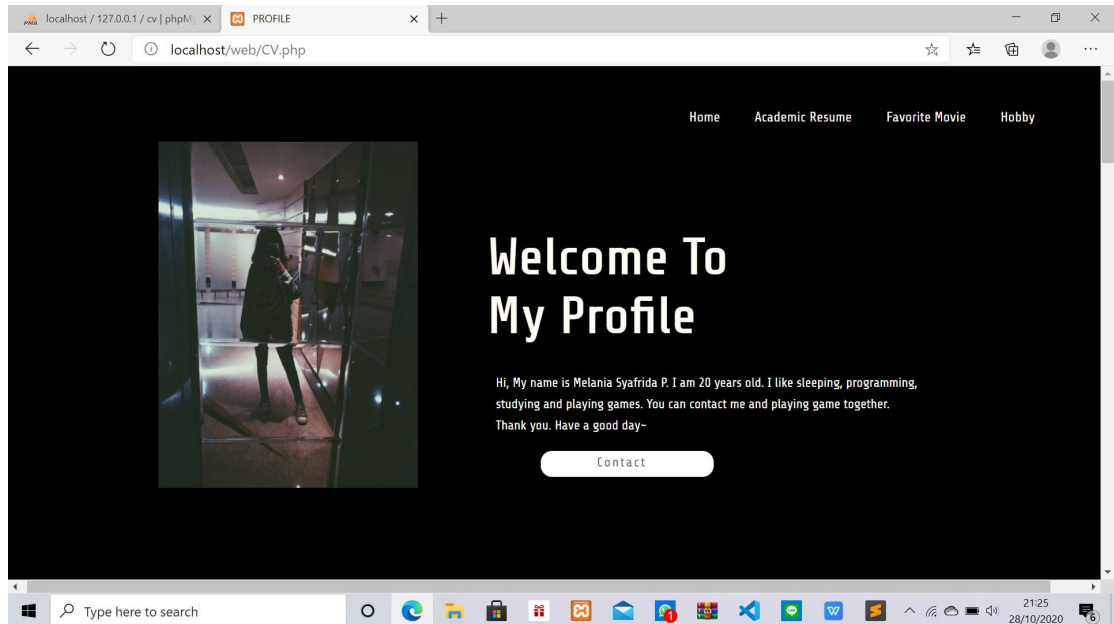 localhost / 127.0.0.1 / cv | phpM
PROFILE
localhost/web/CV.php
Home Academic Resume Favorite Movie Hobby
Welcome To
My Profile
Hi, My name is Melania Syafrida P. I am 20 years old. I like sleeping, programming,
studying and playing games. You can contact me and playing game together.
Thank you. Have a good day~
Contact
Type here to search
21:25
28/10/2020
6